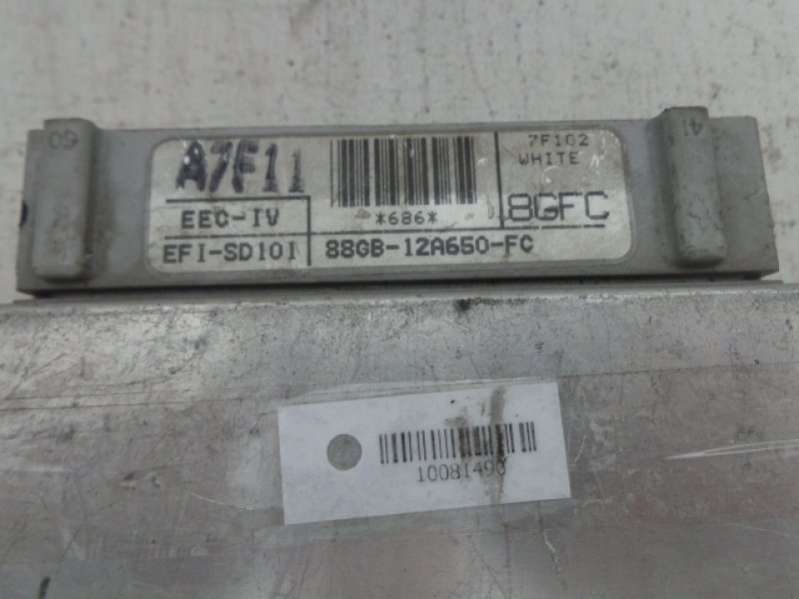 60
A7F11
7F102
41
WHITE
*686*
8GFC
EEC-IV
EFI-SD101
88GB-12A650-FC
10081490